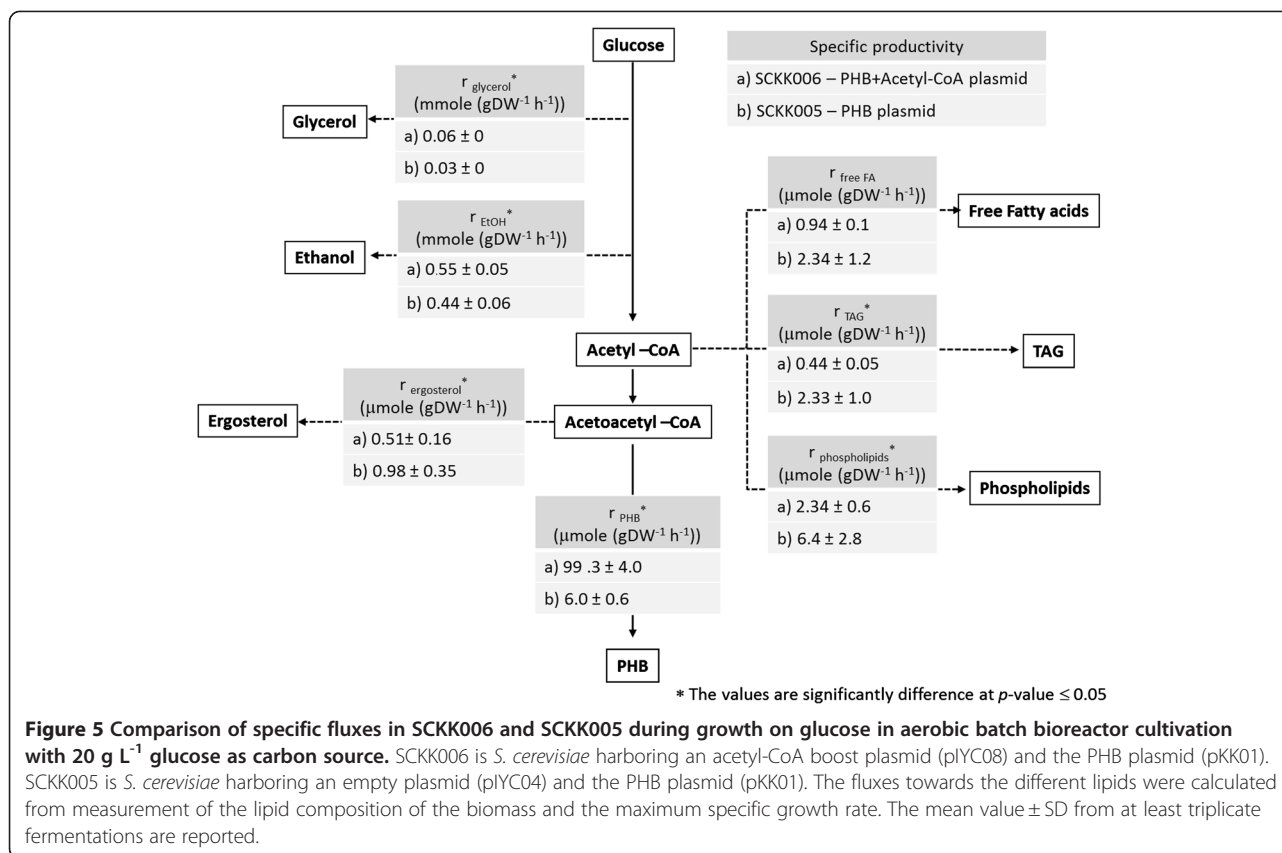 Glucose
Specific productivity
a) SCKK006 – PHB+Acetyl-CoA plasmid
b) SCKK005 – PHB plasmid
r glycerol*
(mmole (gDW⁻¹ h⁻¹))
a) 0.06 ± 0
b) 0.03 ± 0
Glycerol
r EtOH*
(mmole (gDW⁻¹ h⁻¹))
a) 0.55 ± 0.05
b) 0.44 ± 0.06
Ethanol
r free FA
(µmole (gDW⁻¹ h⁻¹))
a) 0.94 ± 0.1
b) 2.34 ± 1.2
Free Fatty acids
Acetyl –CoA
r TAG*
(µmole (gDW⁻¹ h⁻¹))
a) 0.44 ± 0.05
b) 2.33 ± 1.0
TAG
r ergosterol*
(µmole (gDW⁻¹ h⁻¹))
a) 0.51± 0.16
b) 0.98 ± 0.35
Ergosterol
Acetoacetyl –CoA
r phospholipids*
(µmole (gDW⁻¹ h⁻¹))
a) 2.34 ± 0.6
b) 6.4 ± 2.8
Phospholipids
r PHB*
(µmole (gDW⁻¹ h⁻¹))
a) 99 .3 ± 4.0
b) 6.0 ± 0.6
PHB
* The values are significantly difference at p-value ≤ 0.05
Figure 5 Comparison of specific fluxes in SCKK006 and SCKK005 during growth on glucose in aerobic batch bioreactor cultivation
with 20 g L⁻¹ glucose as carbon source. SCKK006 is S. cerevisiae harboring an acetyl-CoA boost plasmid (pIYC08) and the PHB plasmid (pKK01).
SCKK005 is S. cerevisiae harboring an empty plasmid (pIYC04) and the PHB plasmid (pKK01). The fluxes towards the different lipids were calculated
from measurement of the lipid composition of the biomass and the maximum specific growth rate. The mean value ± SD from at least triplicate
fermentations are reported.